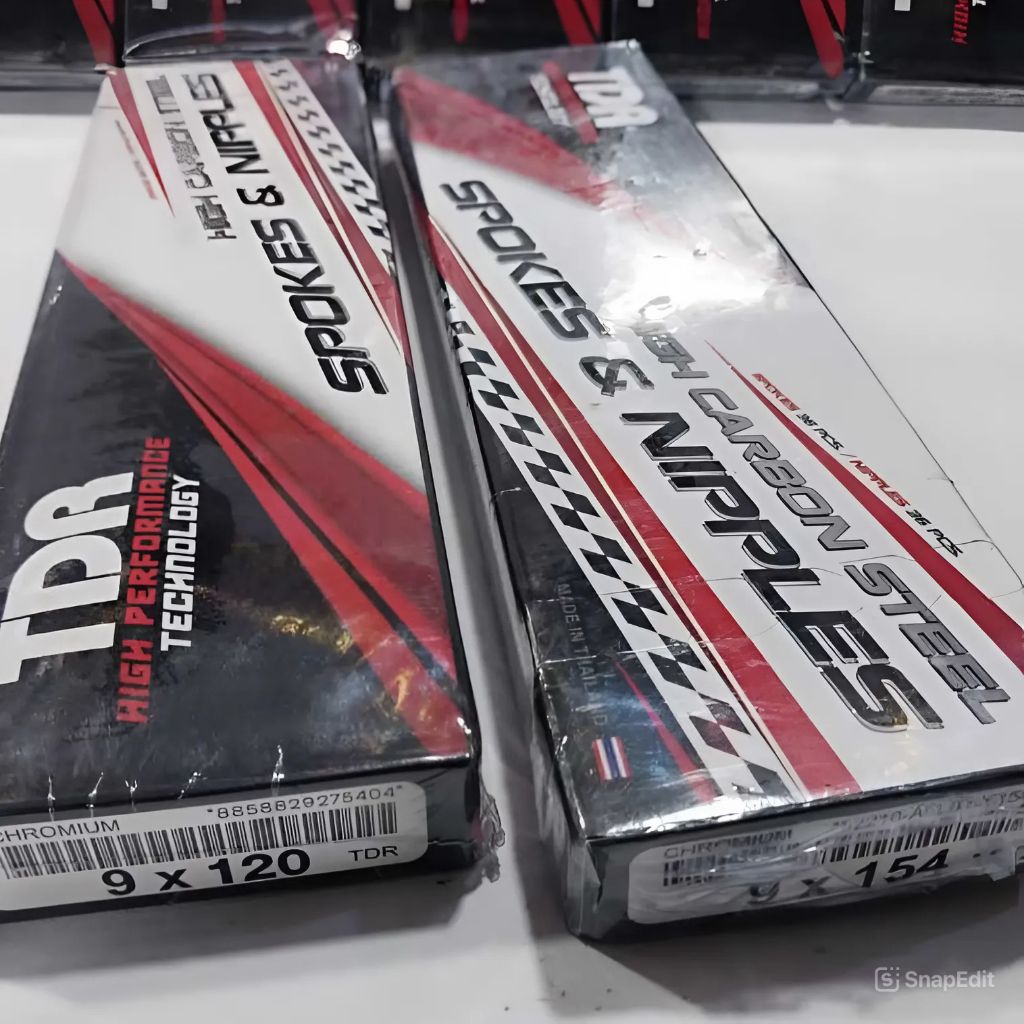 HIGH CARBON STEEL
SPOKES & NIPPLES
TDR
HIGH PERFORMANCE
TECHNOLOGY
CHROMIUM
*8858829275404*
9 x 120
TDR
TDR
SPOKES & NIPPLES
HIGH CARBON STEEL
36 PCS / NIPPLES 36 PCS
MADE IN THAILAND
CHROMIUM
9 x 154
SnapEdit